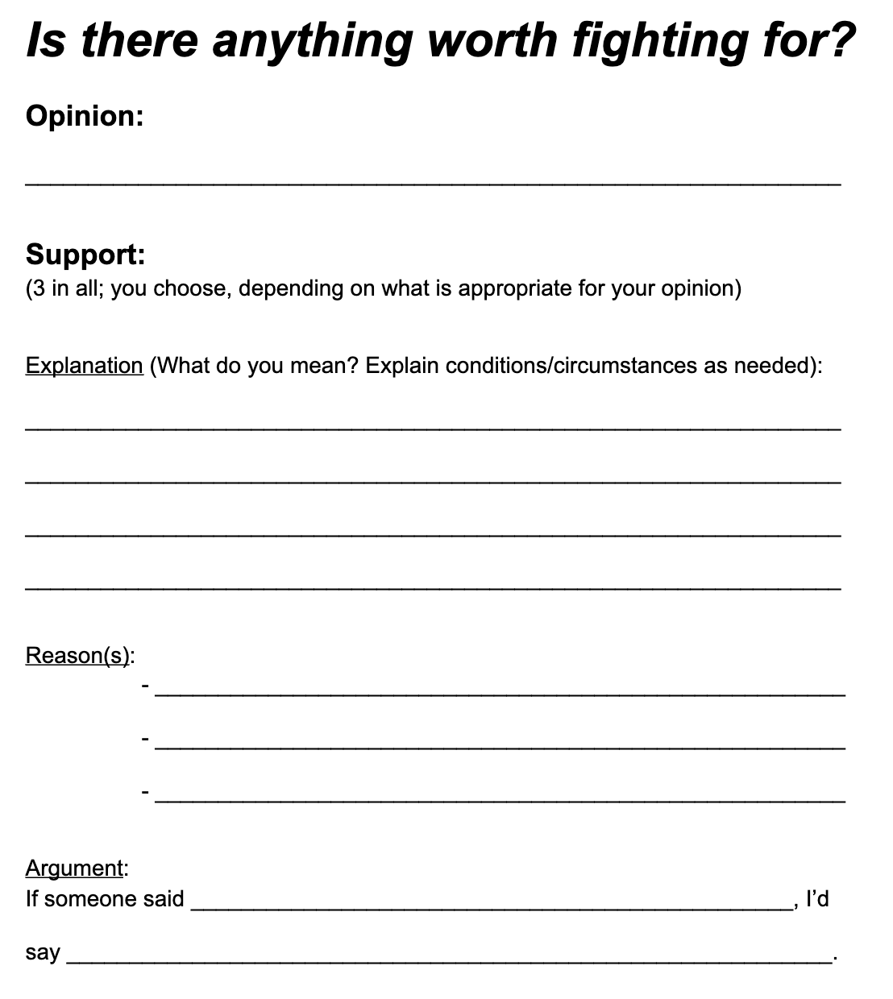 Is there anything worth fighting for?
Opinion:
Support:
(3 in all; you choose, depending on what is appropriate for your opinion)
Explanation (What do you mean? Explain conditions/circumstances as needed):
Reason(s):
-
-
-
Argument:
If someone said ______________________________, I’d
say ______________________________.